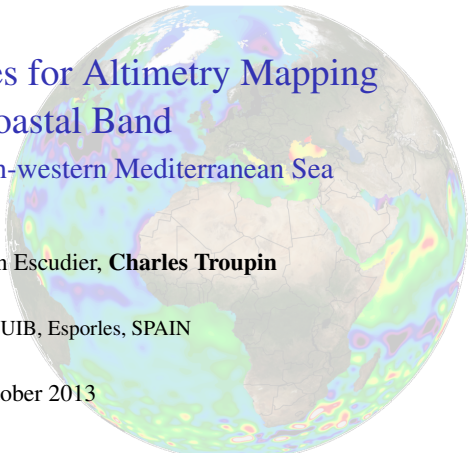 es for Altimetry Mapping
oastal Band
n-western Mediterranean Sea
n Escudier, Charles Troupin
UIB, Esporles, SPAIN
ober 2013